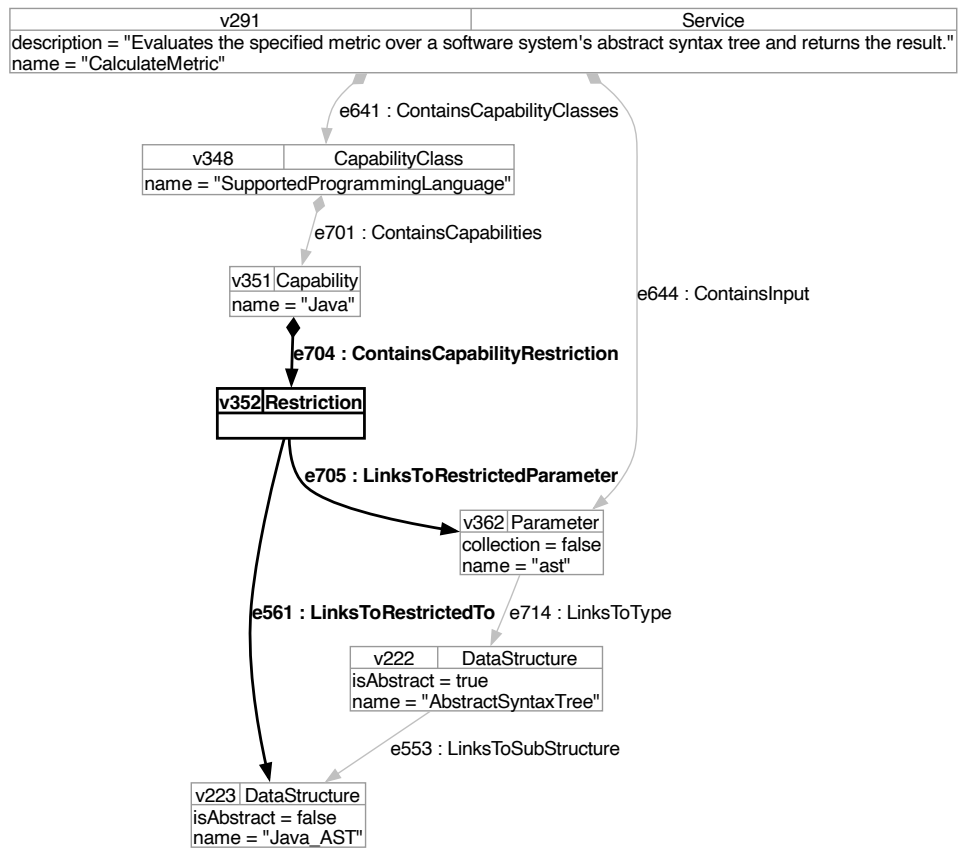 v291 Service
description = "Evaluates the specified metric over a software system's abstract syntax tree and returns the result."
name = "CalculateMetric"
e641 : ContainsCapabilityClasses
v348 CapabilityClass
name = "SupportedProgrammingLanguage"
e701 : ContainsCapabilities
v351 Capability
name = "Java"
e644 : ContainsInput
e704 : ContainsCapabilityRestriction
v352 Restriction
e705 : LinksToRestrictedParameter
v362 Parameter
collection = false
name = "ast"
e561 : LinksToRestrictedTo
e714 : LinksToType
v222 DataStructure
isAbstract = true
name = "AbstractSyntaxTree"
e553 : LinksToSubStructure
v223 DataStructure
isAbstract = false
name = "Java_AST"